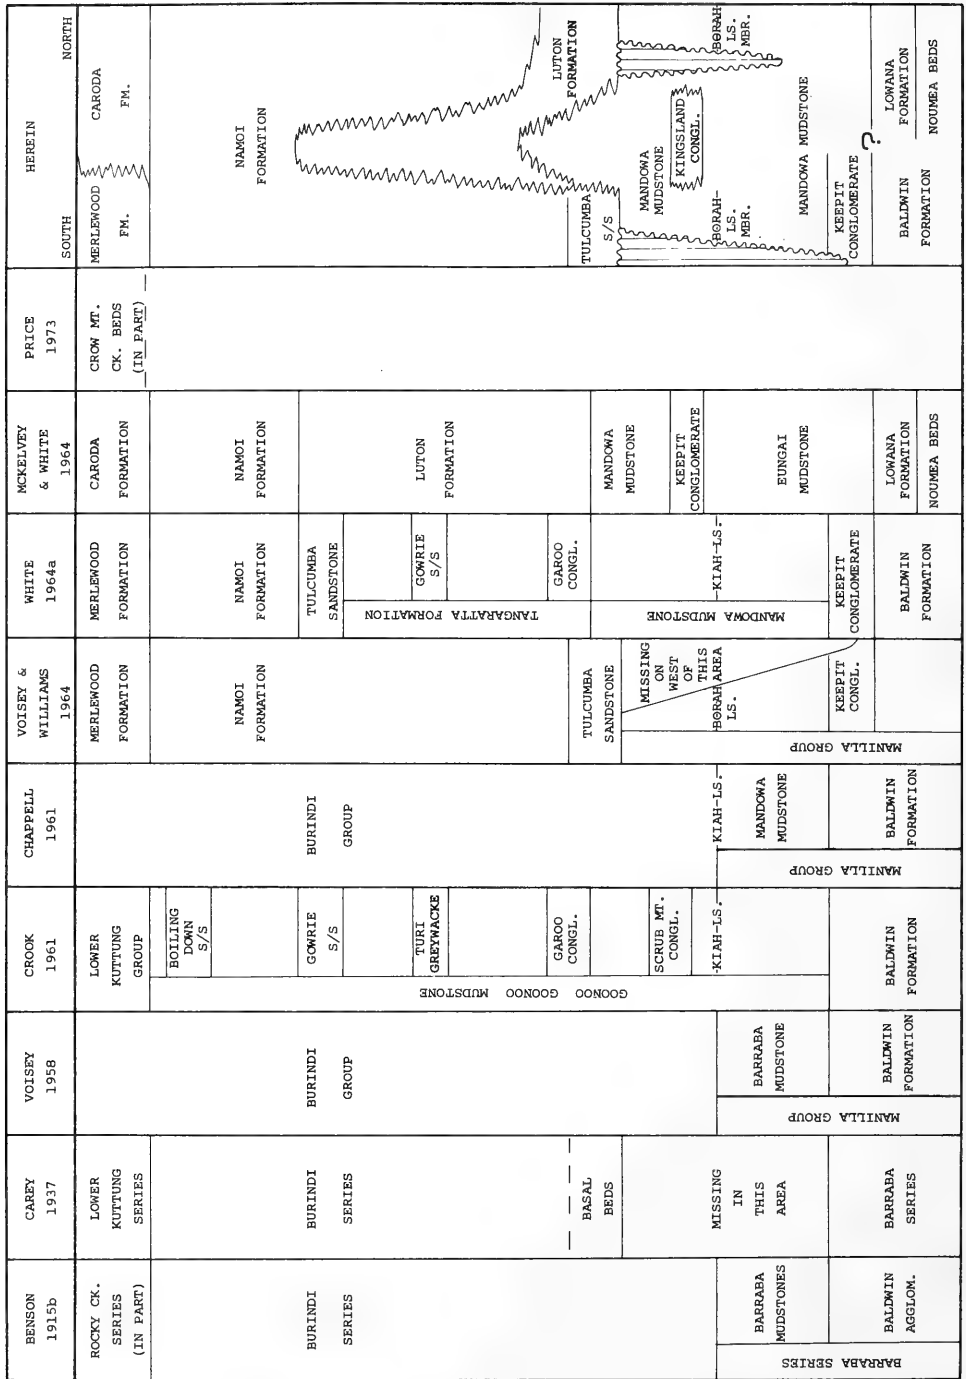 BENSON
1915b
ROCKY CK.
SERIES
(IN PART)
BURINDI
SERIES
BARRABA
MUDSTONES
BALDWIN
AGGLOM.
BARRABA SERIES
CAREY
1937
LOWER
KUTTUNG
SERIES
BURINDI
SERIES
BASAL
BEDS
MISSING
IN
THIS
AREA
BARRABA
SERIES
VOISEY
1958
BURINDI
GROUP
BARRABA
MUDSTONE
BALDWIN
FORMATION
MANILLA GROUP
CROOK
1961
LOWER
KUTTUNG
GROUP
BOILING
DOWN
S/S
GOWRIE
S/S
TURI
GREYWACKE
GAROO
CONGL.
SCRUB MT.
CONGL.
KIAH-LS.
GOONOO GOONOO MUDSTONE
BALDWIN
FORMATION
CHAPPELL
1961
BURINDI
GROUP
KIAH-LS.
MANDOWA
MUDSTONE
BALDWIN
FORMATION
MANILLA GROUP
VOISEY &
WILLIAMS
1964
MERLEWOOD
FORMATION
NAMOI
FORMATION
TULCUMBA
SANDSTONE
MISSING
ON
WEST
OF
THIS
AREA
BORAH
LS.
KEEPIT
CONGL.
MANILLA GROUP
WHITE
1964a
MERLEWOOD
FORMATION
NAMOI
FORMATION
TULCUMBA
SANDSTONE
GOWRIE
S/S
GAROO
CONGL.
TANGARATTA FORMATION
KIAH-LS.
MANDOWA MUDSTONE
KEEPIT
CONGLOMERATE
BALDWIN
FORMATION
MCKELVEY
& WHITE
1964
CARODA
FORMATION
NAMOI
FORMATION
LUTON
FORMATION
MANDOWA
MUDSTONE
KEEPIT
CONGLOMERATE
EUNGAI
MUDSTONE
LOWANA
FORMATION
NOUMEA BEDS
PRICE
1973
CROW MT.
CK. BEDS
(IN PART)
HEREIN
SOUTH
NORTH
MERLEWOOD
FM.
CARODA
FM.
NAMOI
FORMATION
LUTON
FORMATION
TULCUMBA
S/S
MANDOWA
MUDSTONE
KINGSLAND
CONGL.
BORAH-
LS.
MBR.
BORAH
LS.
MBR.
MANDOWA MUDSTONE
KEEPIT
CONGLOMERATE
?
BALDWIN
FORMATION
LOWANA
FORMATION
NOUMEA BEDS